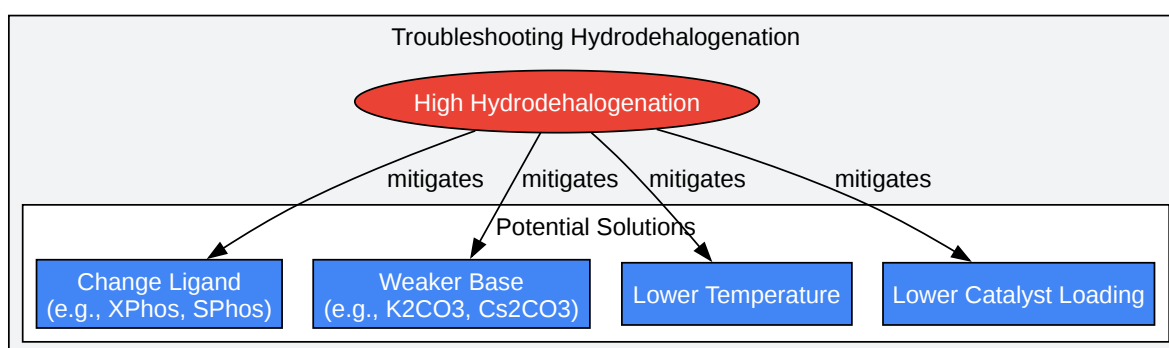 Troubleshooting Hydrodehalogenation
High Hydrodehalogenation
mitigates mitigates mitigates mitigates
Potential Solutions
Change Ligand
(e.g., XPhos, SPhos)
Weaker Base
(e.g., K2CO3, Cs2CO3)
Lower Temperature
Lower Catalyst Loading